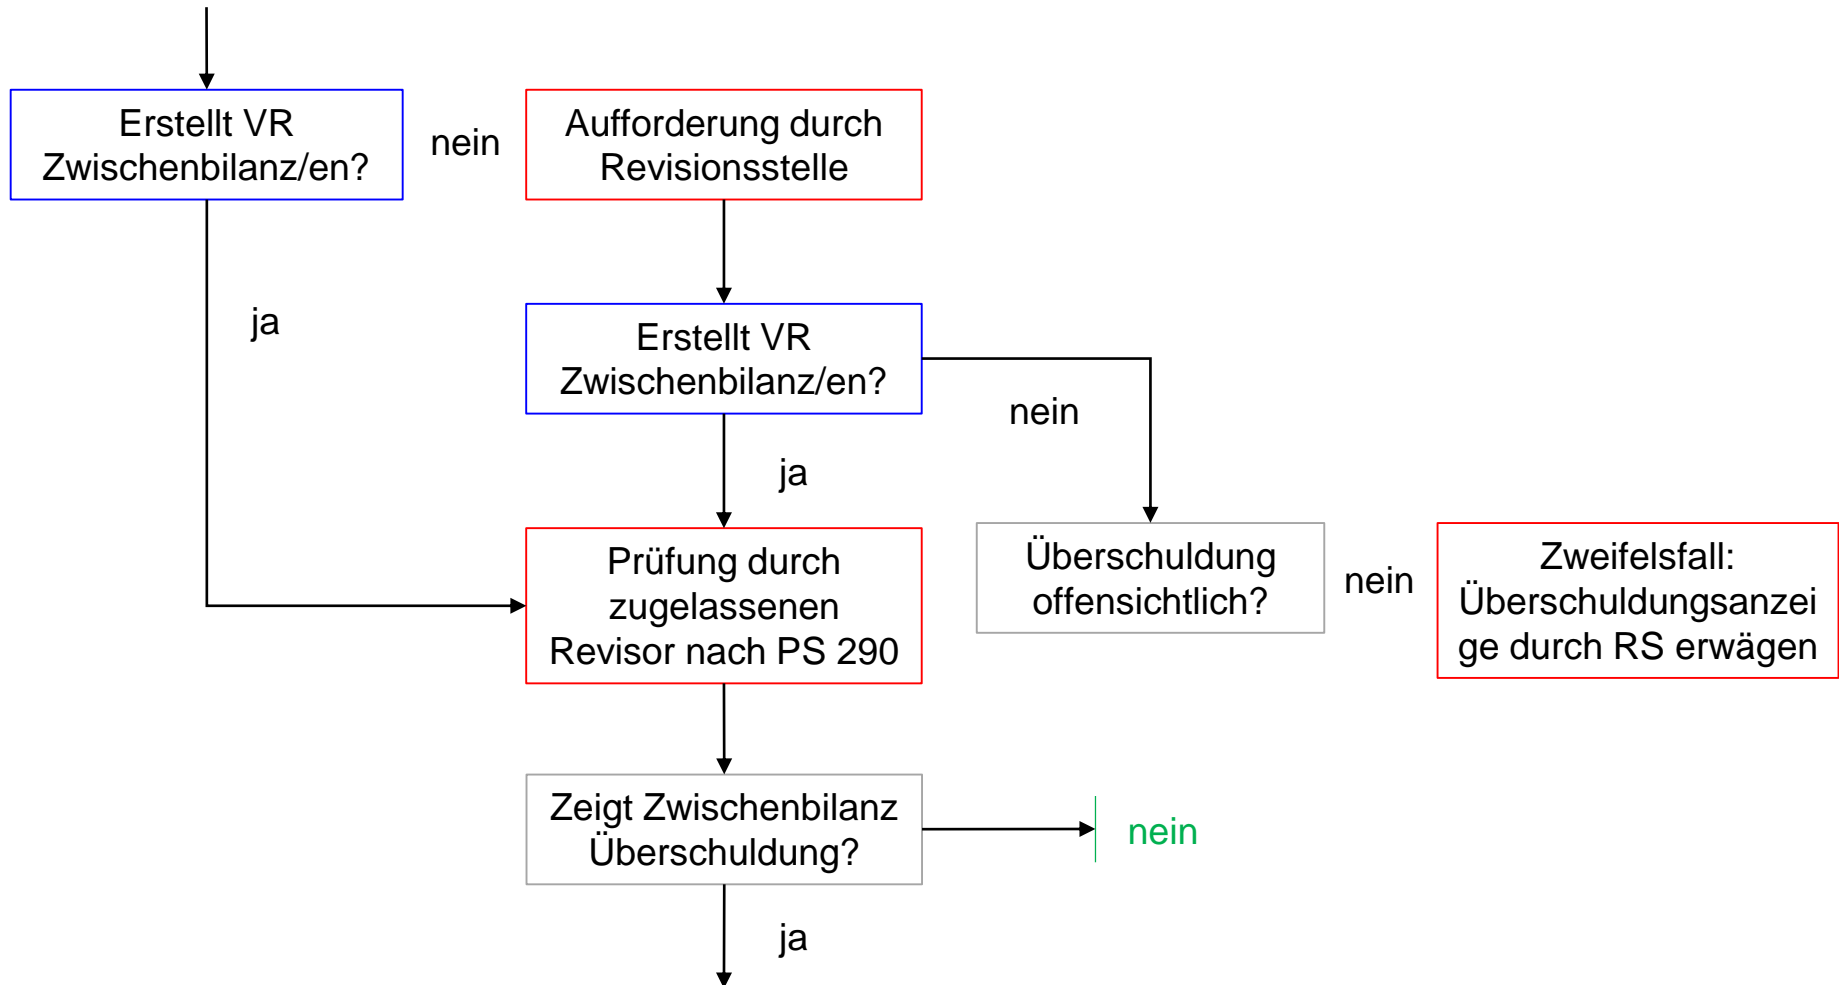 Erstellt VR
Zwischenbilanz/en?
nein
Aufforderung durch
Revisionsstelle
ja
Erstellt VR
Zwischenbilanz/en?
nein
ja
Prüfung durch
zugelassenen
Revisor nach PS 290
Überschuldung
offensichtlich?
nein
Zweifelsfall:
Überschuldungsanzei
ge durch RS erwägen
Zeigt Zwischenbilanz
Überschuldung?
nein
ja